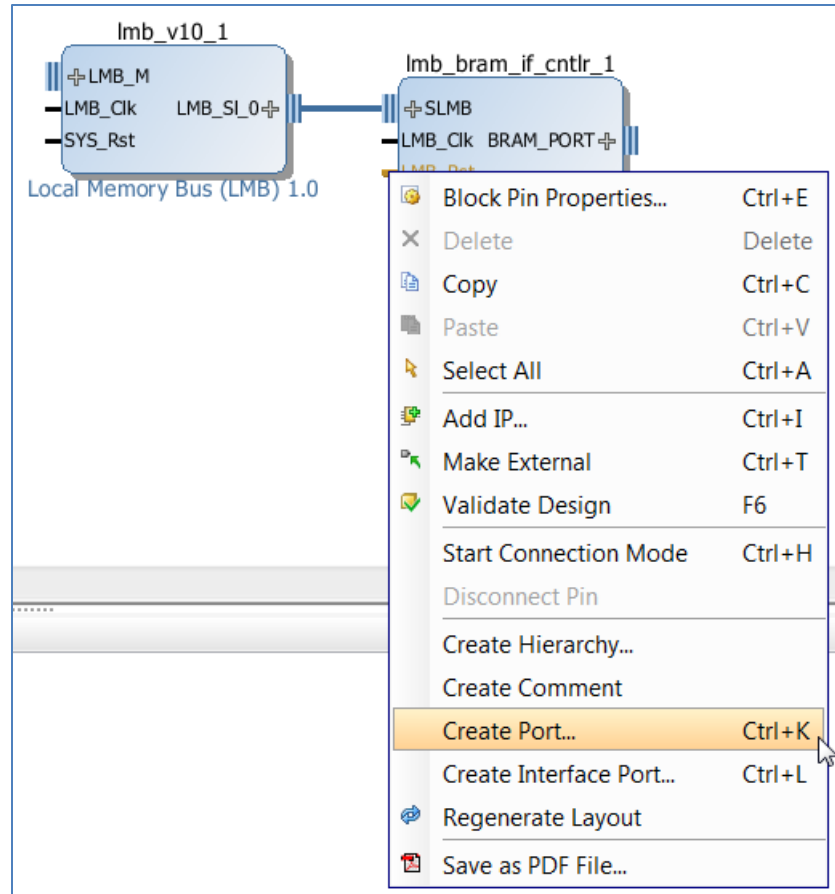 lmb_v10_1
lmb_bram_if_cntlr_1
LMB_M
LMB_Clk LMB_Sl_0
SYS_Rst
Local Memory Bus (LMB) 1.0
SLMB
LMB_Clk BRAM_PORT
LMB_Rst
Block Pin Properties... Ctrl+E
Delete Delete
Copy Ctrl+C
Paste Ctrl+V
Select All Ctrl+A
Add IP... Ctrl+I
Make External Ctrl+T
Validate Design F6
Start Connection Mode Ctrl+H
Disconnect Pin
Create Hierarchy...
Create Comment
Create Port... Ctrl+K
Create Interface Port... Ctrl+L
Regenerate Layout
Save as PDF File...